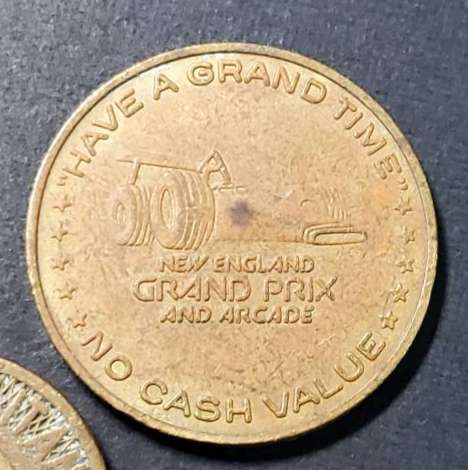 "HAVE A GRAND TIME"
NEW ENGLAND
GRAND PRIX
AND ARCADE
NO CASH VALUE